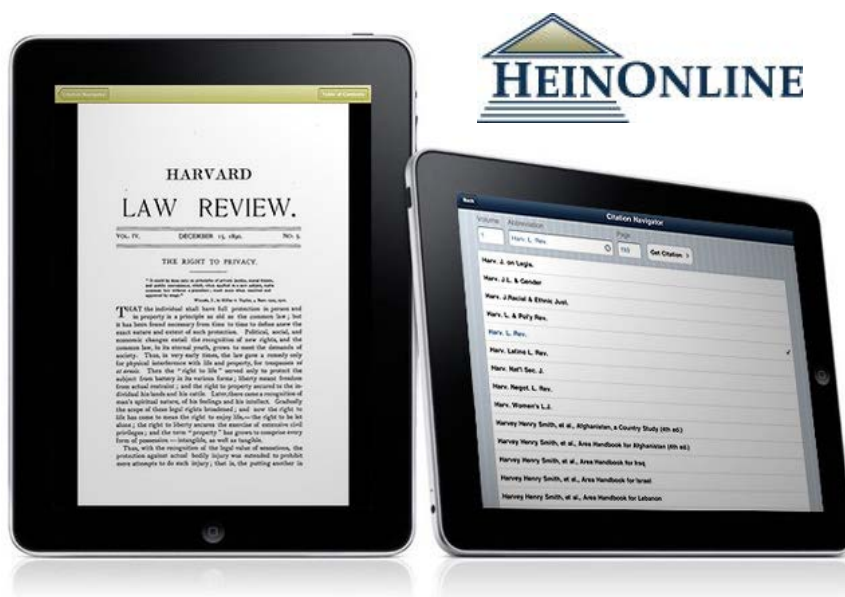 HEINONLINE
Citation Navigator
Table of Contents
HARVARD
LAW REVIEW.
VOL. IV.
DECEMBER 15, 1890.
NO. 5.
THE RIGHT TO PRIVACY.
THAT the individual shall have full protection in person and
in property is a principle as old as the common law; but
it has been found necessary from time to time to define anew the
exact nature and extent of such protection. Political, social, and
economic changes entail the recognition of new rights, and the
common law, in its eternal youth, grows to meet the demands of
society. Thus, in very early times, the law gave a remedy only
for physical interference with life and property, for trespasses vi
et armis. Then the "right to life" served only to protect the
subject from battery in its various forms; liberty meant freedom
from actual restraint; and the right to property secured to the in-
dividual his lands and his cattle. Later, there came a recognition of
man's spiritual nature, of his feelings and his intellect. Gradually
the scope of these legal rights broadened; and now the right to
life has come to mean the right to enjoy life,—the right to be let
alone; the right to liberty secures the exercise of extensive civil
privileges; and the term "property" has grown to comprise every
form of possession — intangible, as well as tangible.
Thus, with the recognition of the legal value of sensations, the
protection against actual bodily injury was extended to prohibit
mere attempts to do such injury; that is, the putting another in
Back
Citation Navigator
Volume
Abbreviation
Page
1
Harv. L. Rev.
193
Get Citation
Harv. J. on Legis.
Harv. J.L. & Gender
Harv. J.Racial & Ethnic Just.
Harv. L. & Pol'y Rev.
Harv. L. Rev.
Harv. Latino L. Rev.
Harv. Nat'l Sec. J.
Harv. Negot. L. Rev.
Harv. Women's L.J.
Harvey Henry Smith, et al., Afghanistan, a Country Study (4th ed.)
Harvey Henry Smith, et al., Area Handbook for Afghanistan (4th ed.)
Harvey Henry Smith, et al., Area Handbook for Iraq
Harvey Henry Smith, et al., Area Handbook for Israel
Harvey Henry Smith, et al., Area Handbook for Lebanon